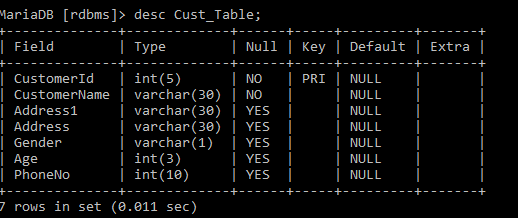 MariaDB [rdbms]> desc Cust_Table;
+--------------+-------------+------+-----+---------+-------+
| Field        | Type        | Null | Key | Default | Extra |
+--------------+-------------+------+-----+---------+-------+
| CustomerId   | int(5)      | NO   | PRI | NULL    |       |
| CustomerName | varchar(30) | NO   |     | NULL    |       |
| Address1     | varchar(30) | YES  |     | NULL    |       |
| Address      | varchar(30) | YES  |     | NULL    |       |
| Gender       | varchar(1)  | YES  |     | NULL    |       |
| Age          | int(3)      | YES  |     | NULL    |       |
| PhoneNo      | int(10)     | YES  |     | NULL    |       |
+--------------+-------------+------+-----+---------+-------+
7 rows in set (0.011 sec)